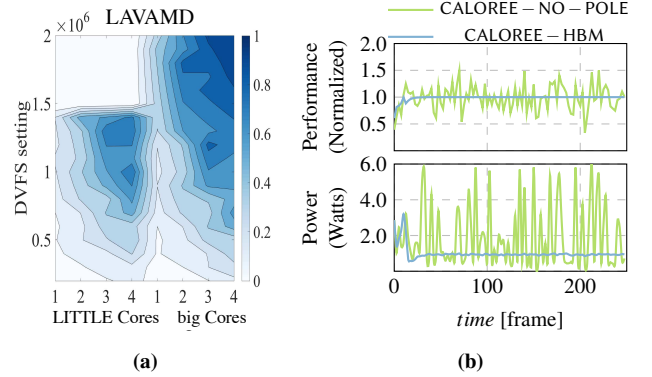 LAVAMD
2 ×10⁶
1.5
1
0.5
DVFS setting
1 2 3 4 1 2 3 4
LITTLE Cores big Cores
1
0.8
0.6
0.4
0.2
0
(a)
CALOREE – NO – POLE
CALOREE – HBM
Performance
(Normalized)
2.0
1.5
1.0
0.5
Power
(Watts)
6.0
4.0
2.0
0 100 200
time [frame]
(b)